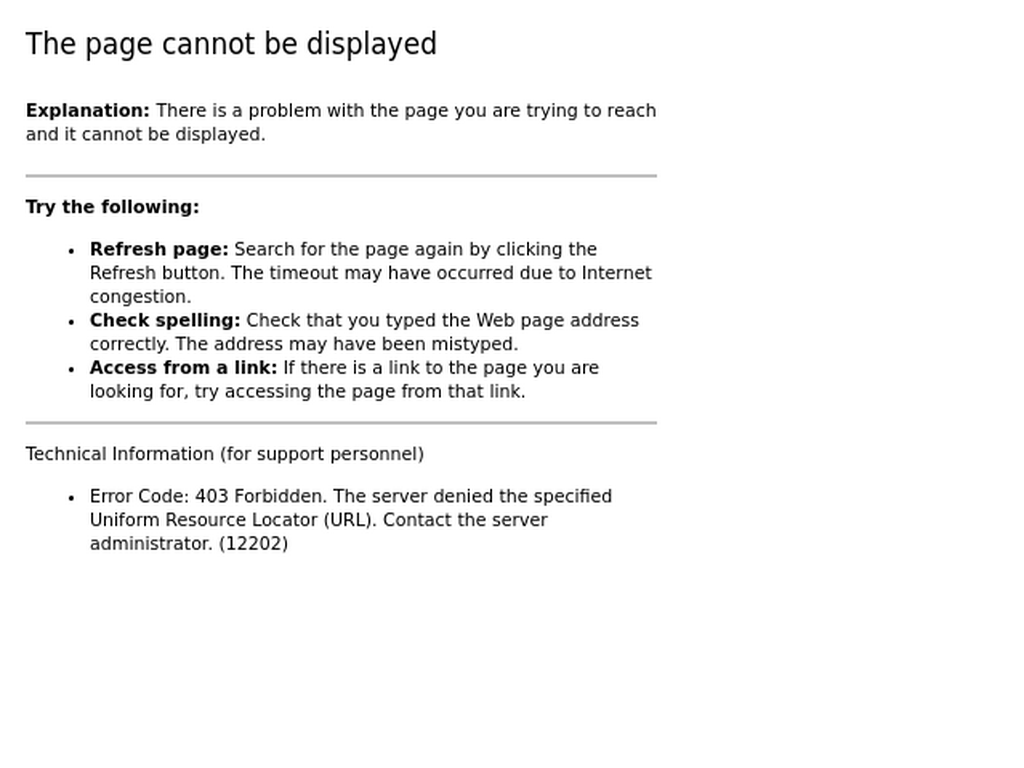 The page cannot be displayed
Explanation: There is a problem with the page you are trying to reach
and it cannot be displayed.
Try the following:
• Refresh page: Search for the page again by clicking the
Refresh button. The timeout may have occurred due to Internet
congestion.
• Check spelling: Check that you typed the Web page address
correctly. The address may have been mistyped.
• Access from a link: If there is a link to the page you are
looking for, try accessing the page from that link.
Technical Information (for support personnel)
• Error Code: 403 Forbidden. The server denied the specified
Uniform Resource Locator (URL). Contact the server
administrator. (12202)